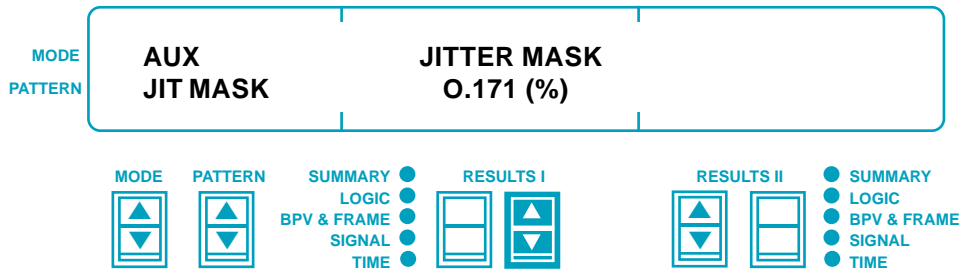 MODE
PATTERN
AUX
JIT MASK
JITTER MASK
O.171 (%)
MODE
PATTERN
SUMMARY
LOGIC
BPV & FRAME
SIGNAL
TIME
RESULTS I
RESULTS II
SUMMARY
LOGIC
BPV & FRAME
SIGNAL
TIME